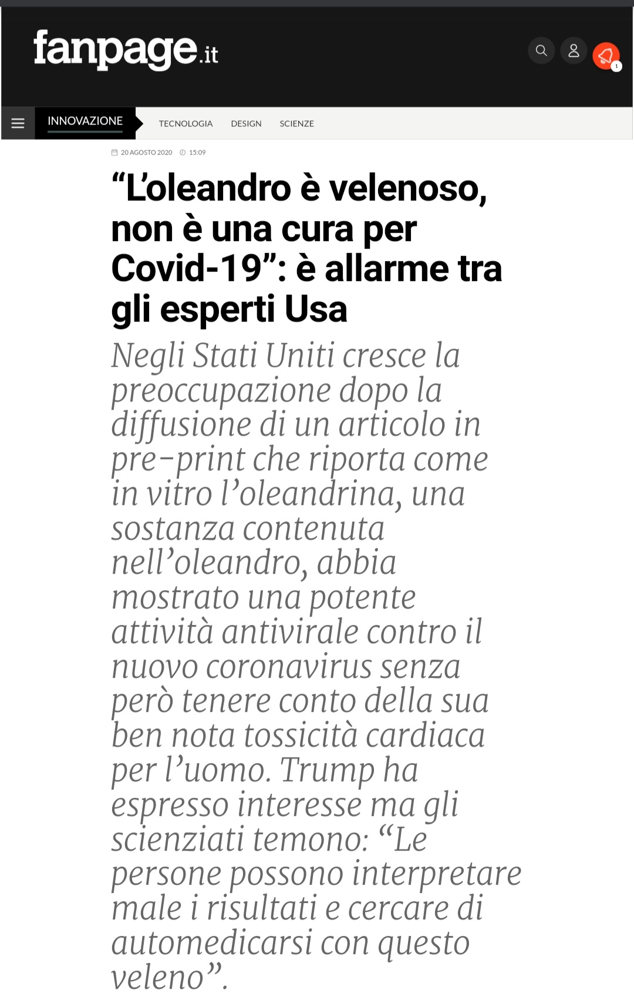 fanpage.it
1
INNOVAZIONE TECNOLOGIA DESIGN SCIENZE
20 AGOSTO 2020 15:09
“L’oleandro è velenoso,
non è una cura per
Covid-19”: è allarme tra
gli esperti Usa
Negli Stati Uniti cresce la
preoccupazione dopo la
diffusione di un articolo in
pre-print che riporta come
in vitro l’oleandrina, una
sostanza contenuta
nell’oleandro, abbia
mostrato una potente
attività antivirale contro il
nuovo coronavirus senza
però tenere conto della sua
ben nota tossicità cardiaca
per l’uomo. Trump ha
espresso interesse ma gli
scienziati temono: “Le
persone possono interpretare
male i risultati e cercare di
automedicarsi con questo
veleno”.